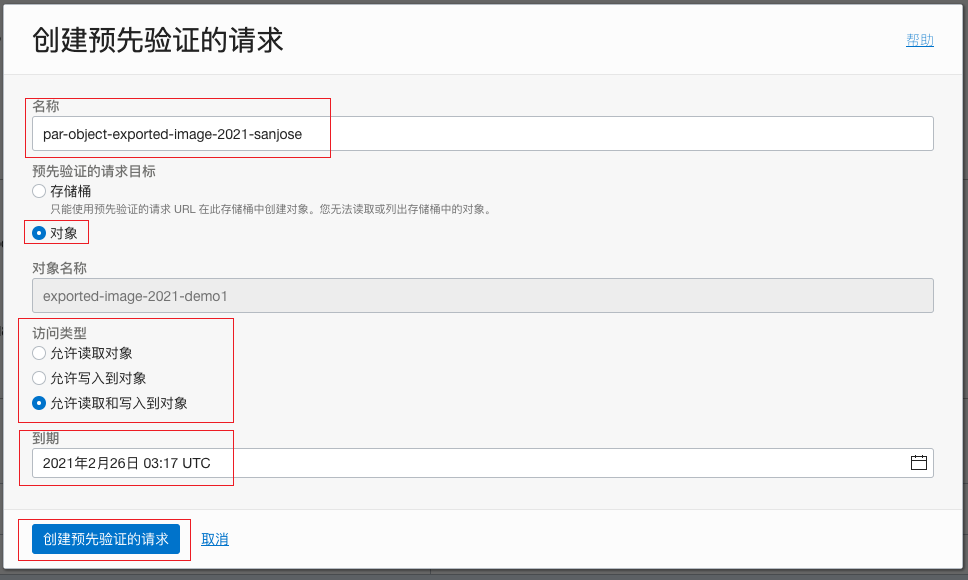 创建预先验证的请求
帮助
名称
par-object-exported-image-2021-sanjose
预先验证的请求目标
存储桶
只能使用预先验证的请求 URL 在此存储桶中创建对象。您无法读取或列出存储桶中的对象。
对象
对象名称
exported-image-2021-demo1
访问类型
允许读取对象
允许写入到对象
允许读取和写入到对象
到期
2021年2月26日 03:17 UTC
创建预先验证的请求
取消